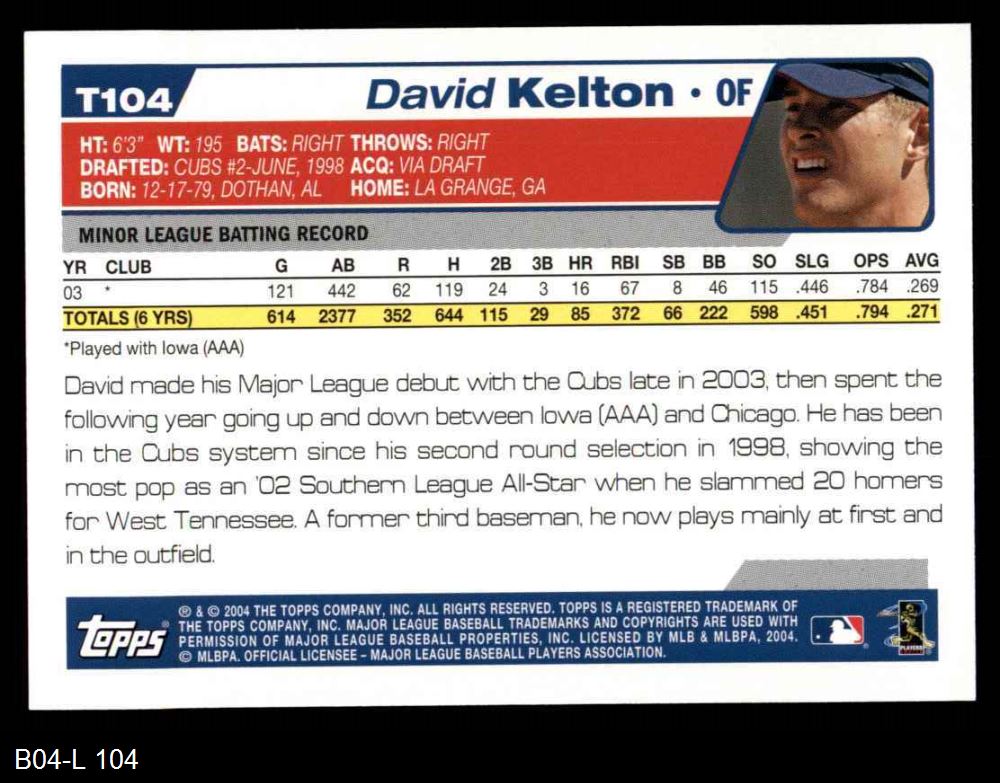 T104 David Kelton • OF
HT: 6'3" WT: 195 BATS: RIGHT THROWS: RIGHT
DRAFTED: CUBS #2-JUNE, 1998 ACQ: VIA DRAFT
BORN: 12-17-79, DOTHAN, AL HOME: LA GRANGE, GA
MINOR LEAGUE BATTING RECORD
YR CLUB G AB R H 2B 3B HR RBI SB BB SO SLG OPS AVG
03 * 121 442 62 119 24 3 16 67 8 46 115 .446 .784 .269
TOTALS (6 YRS) 614 2377 352 644 115 29 85 372 66 222 598 .451 .794 .271
*Played with Iowa (AAA)
David made his Major League debut with the Cubs late in 2003, then spent the
following year going up and down between Iowa (AAA) and Chicago. He has been
in the Cubs system since his second round selection in 1998, showing the
most pop as an '02 Southern League All-Star when he slammed 20 homers
for West Tennessee. A former third baseman, he now plays mainly at first and
in the outfield.
® & © 2004 THE TOPPS COMPANY, INC. ALL RIGHTS RESERVED. TOPPS IS A REGISTERED TRADEMARK OF
THE TOPPS COMPANY, INC. MAJOR LEAGUE BASEBALL TRADEMARKS AND COPYRIGHTS ARE USED WITH
PERMISSION OF MAJOR LEAGUE BASEBALL PROPERTIES, INC. LICENSED BY MLB & MLBPA, 2004.
© MLBPA. OFFICIAL LICENSEE – MAJOR LEAGUE BASEBALL PLAYERS ASSOCIATION.
Topps
PLAYERS
B04-L 104